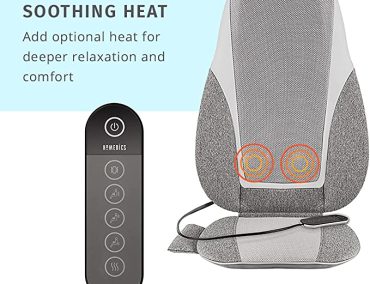 SOOTHING HEAT
Add optional heat for
deeper relaxation and
comfort
HOMEDICS